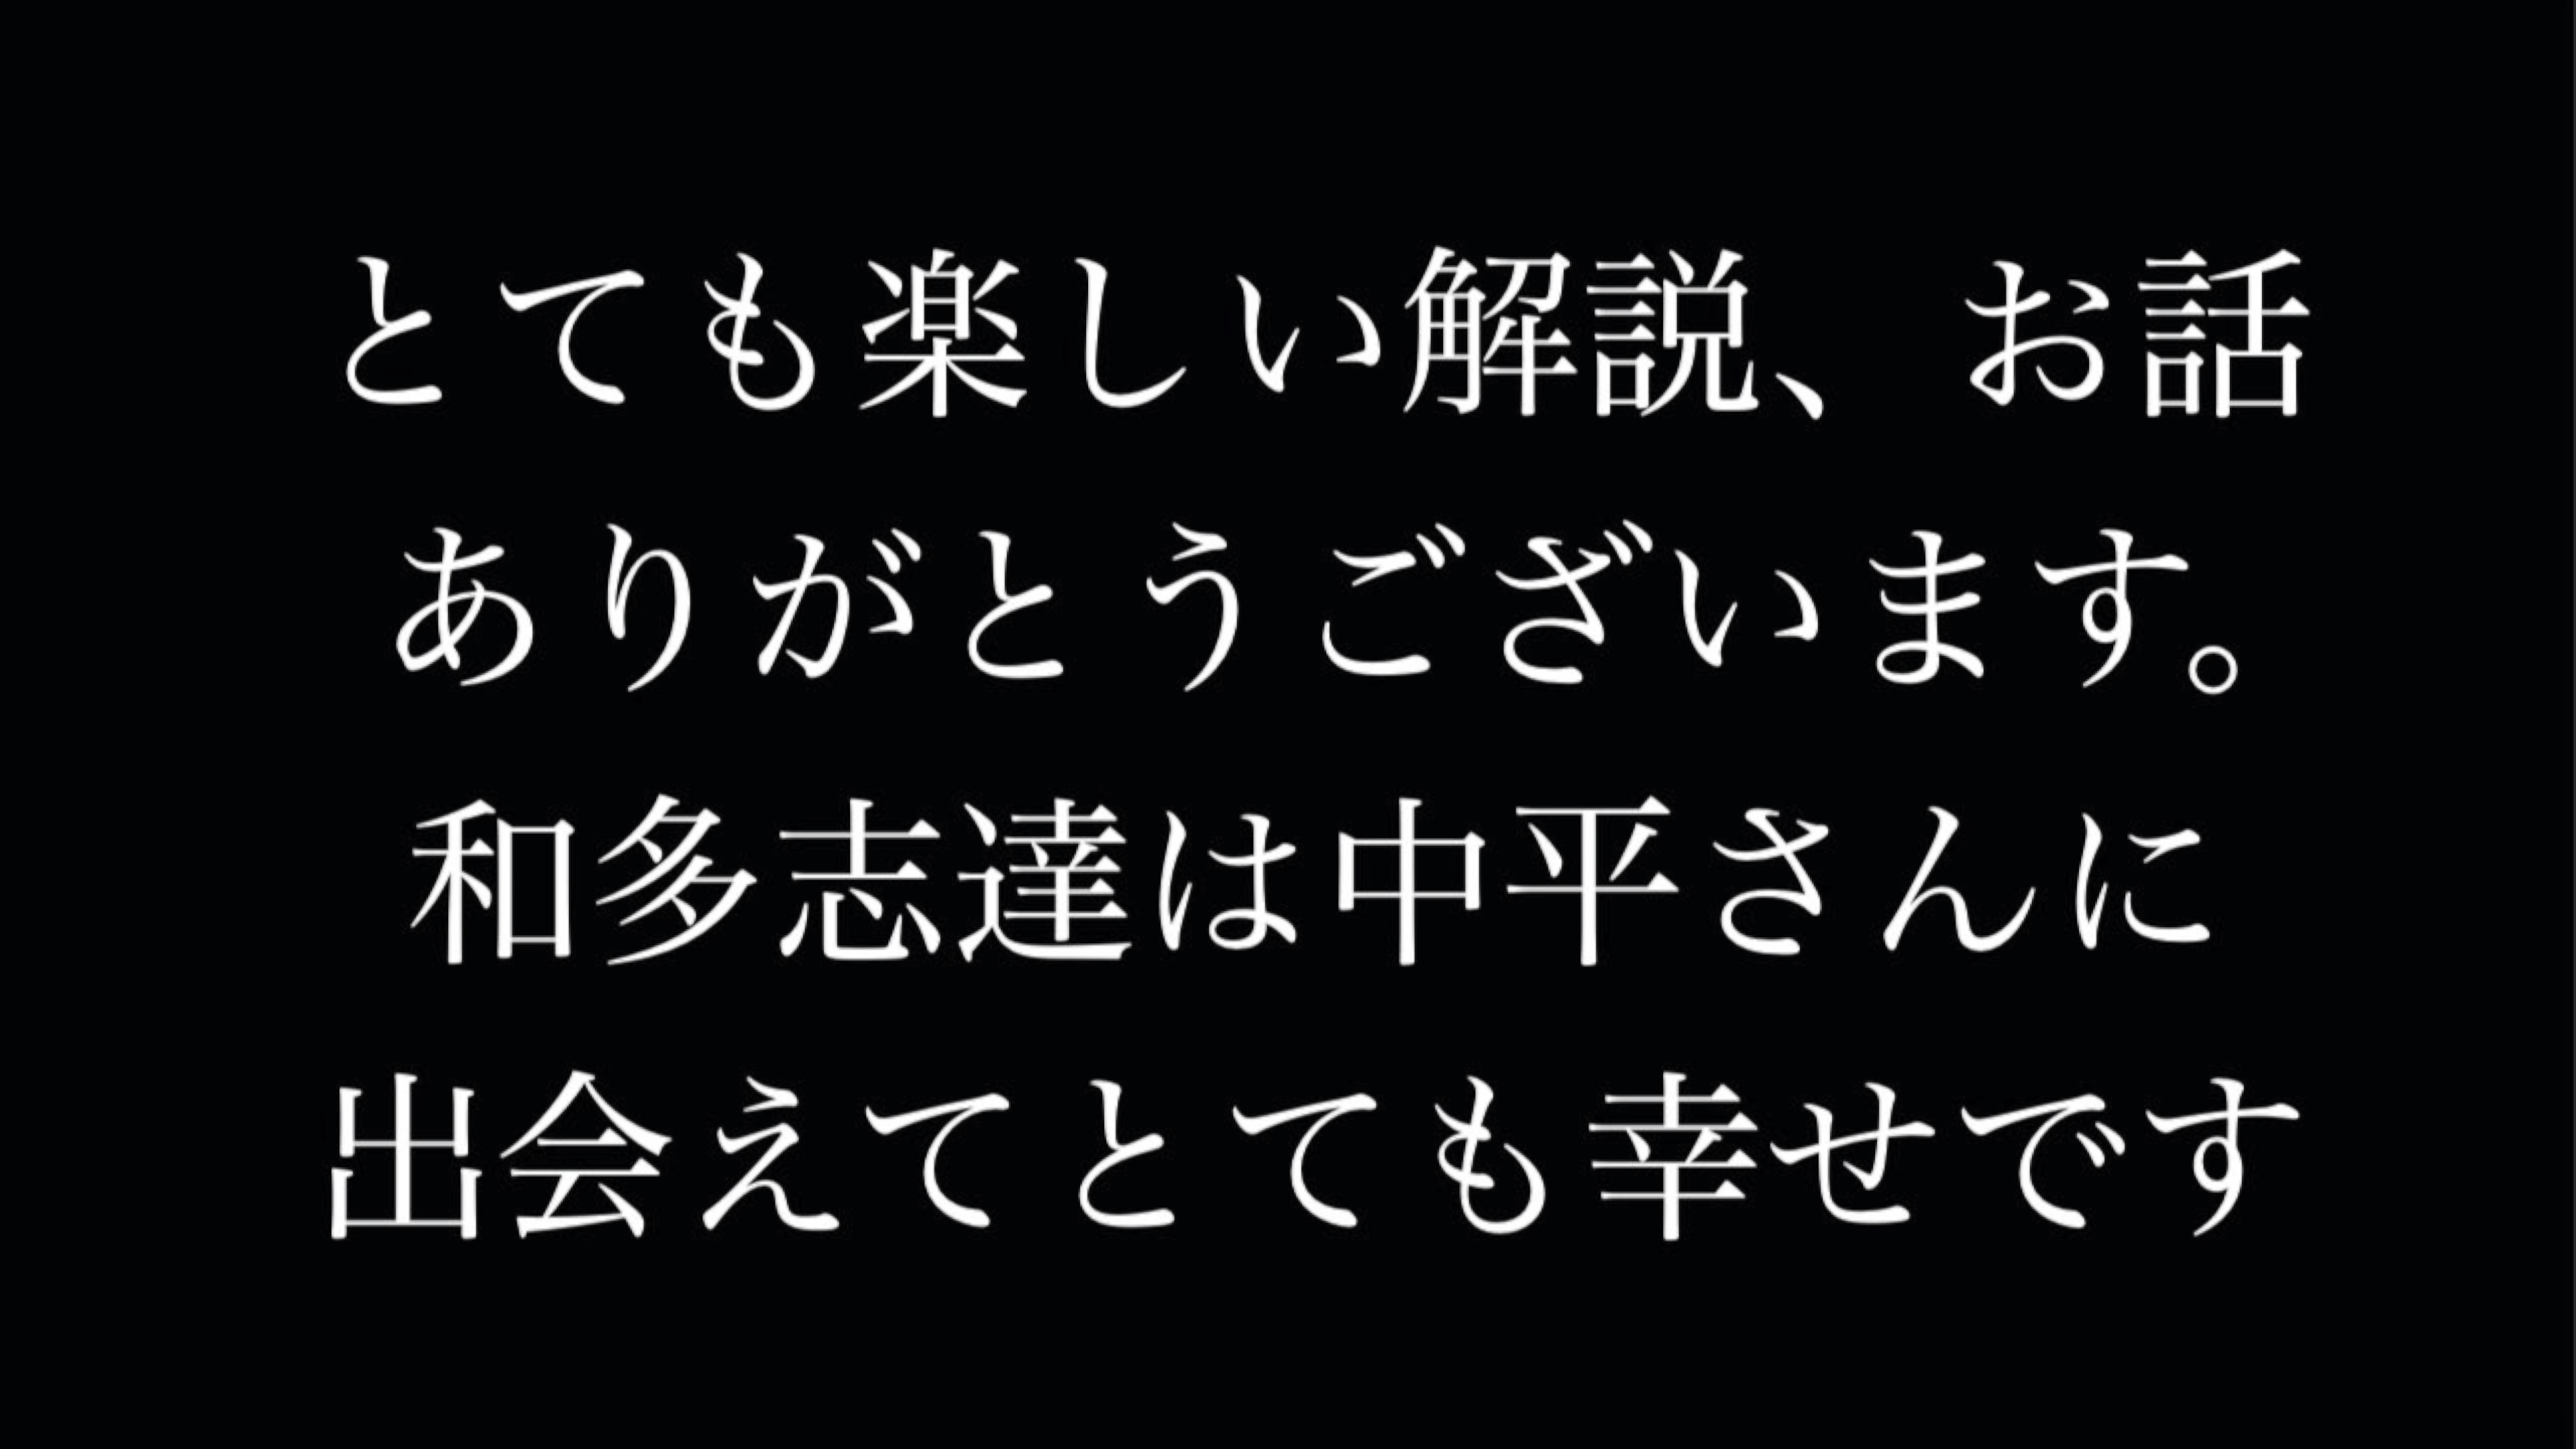 とても楽しい解説、お話
ありがとうございます。
和多志達は中平さんに
出会えてとても幸せです